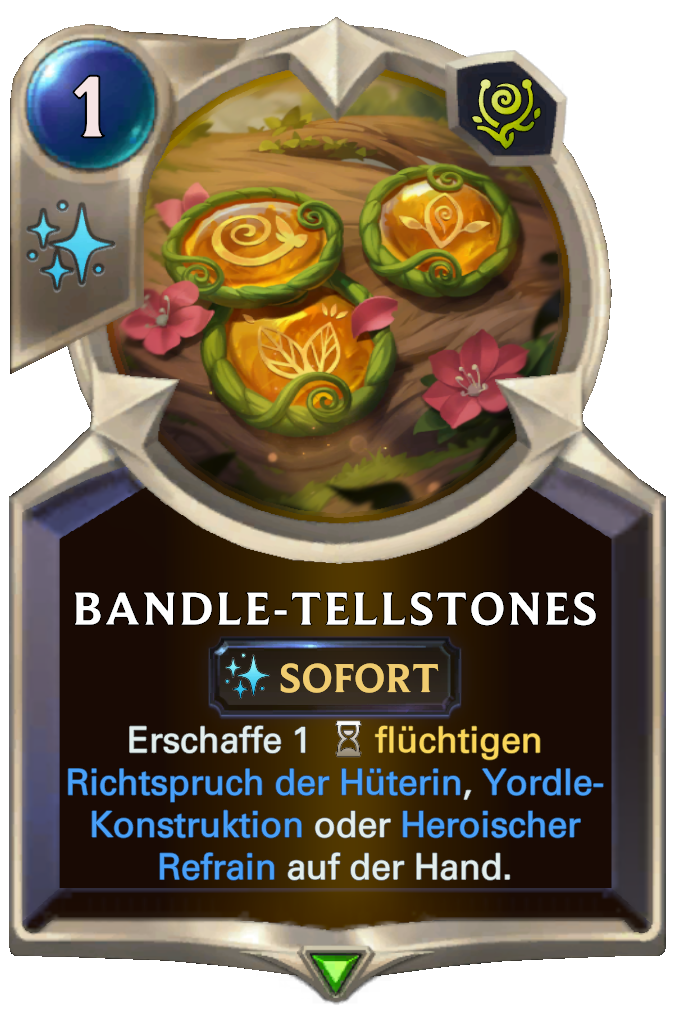 1
BANDLE-TELLSTONES
SOFORT
Erschaffe 1 flüchtigen
Richtspruch der Hüterin, Yordle-
Konstruktion oder Heroischer
Refrain auf der Hand.